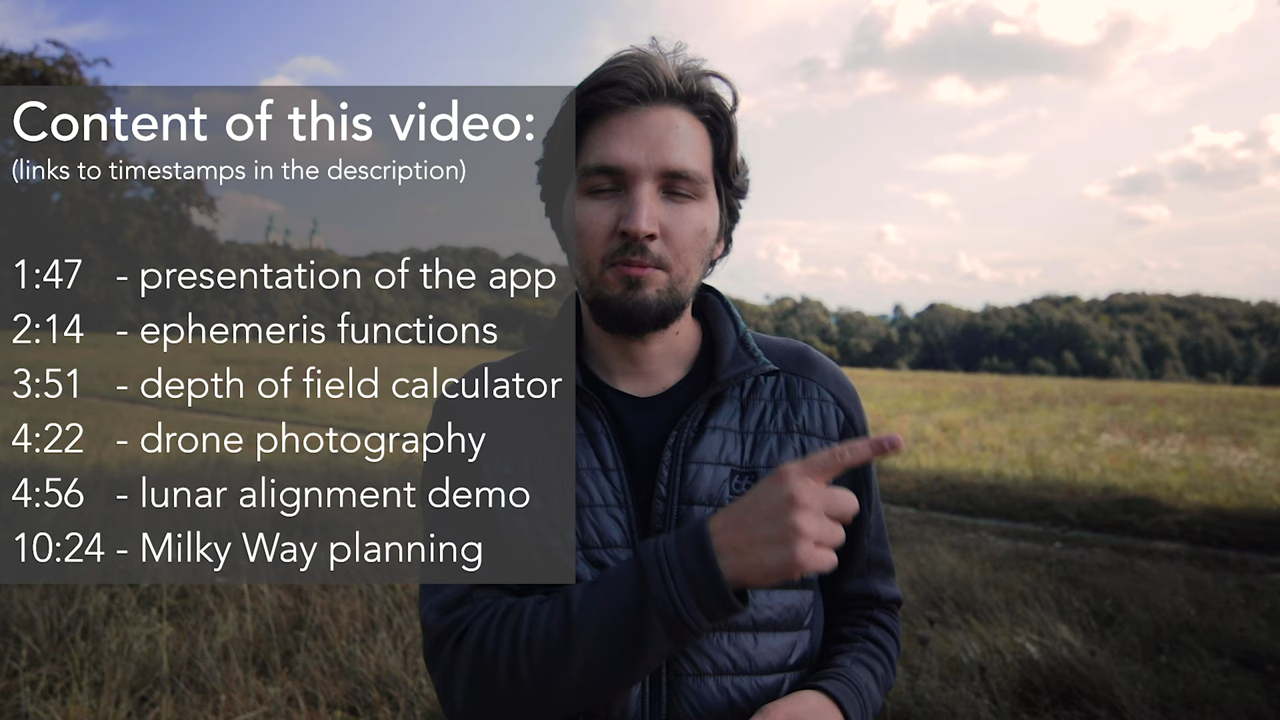 Content of this video:
(links to timestamps in the description)
1:47 - presentation of the app
2:14 - ephemeris functions
3:51 - depth of field calculator
4:22 - drone photography
4:56 - lunar alignment demo
10:24 - Milky Way planning
66